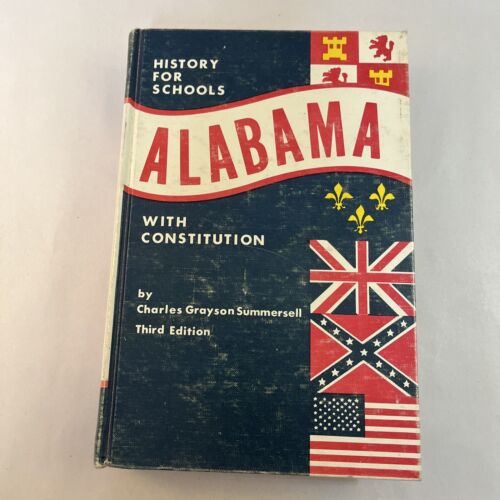 HISTORY
FOR
SCHOOLS
ALABAMA
WITH
CONSTITUTION
by
Charles Grayson Summersell
Third Edition